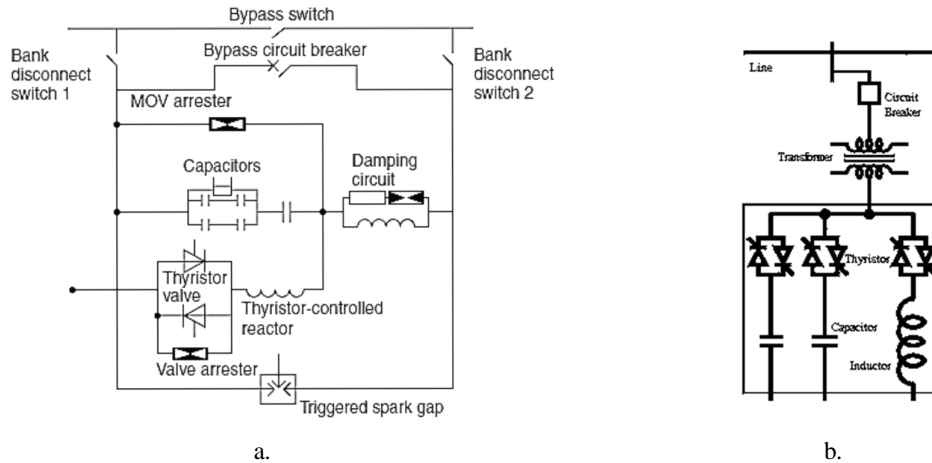 Bypass switch
Bank
disconnect
switch 1
Bypass circuit breaker
Bank
disconnect
switch 2
MOV arrester
Capacitors
Damping
circuit
Thyristor
valve
Thyristor-controlled
reactor
Valve arrester
Triggered spark gap
a.
Line
Circuit
Breaker
Transformer
Thyristor
Capacitor
Inductor
b.